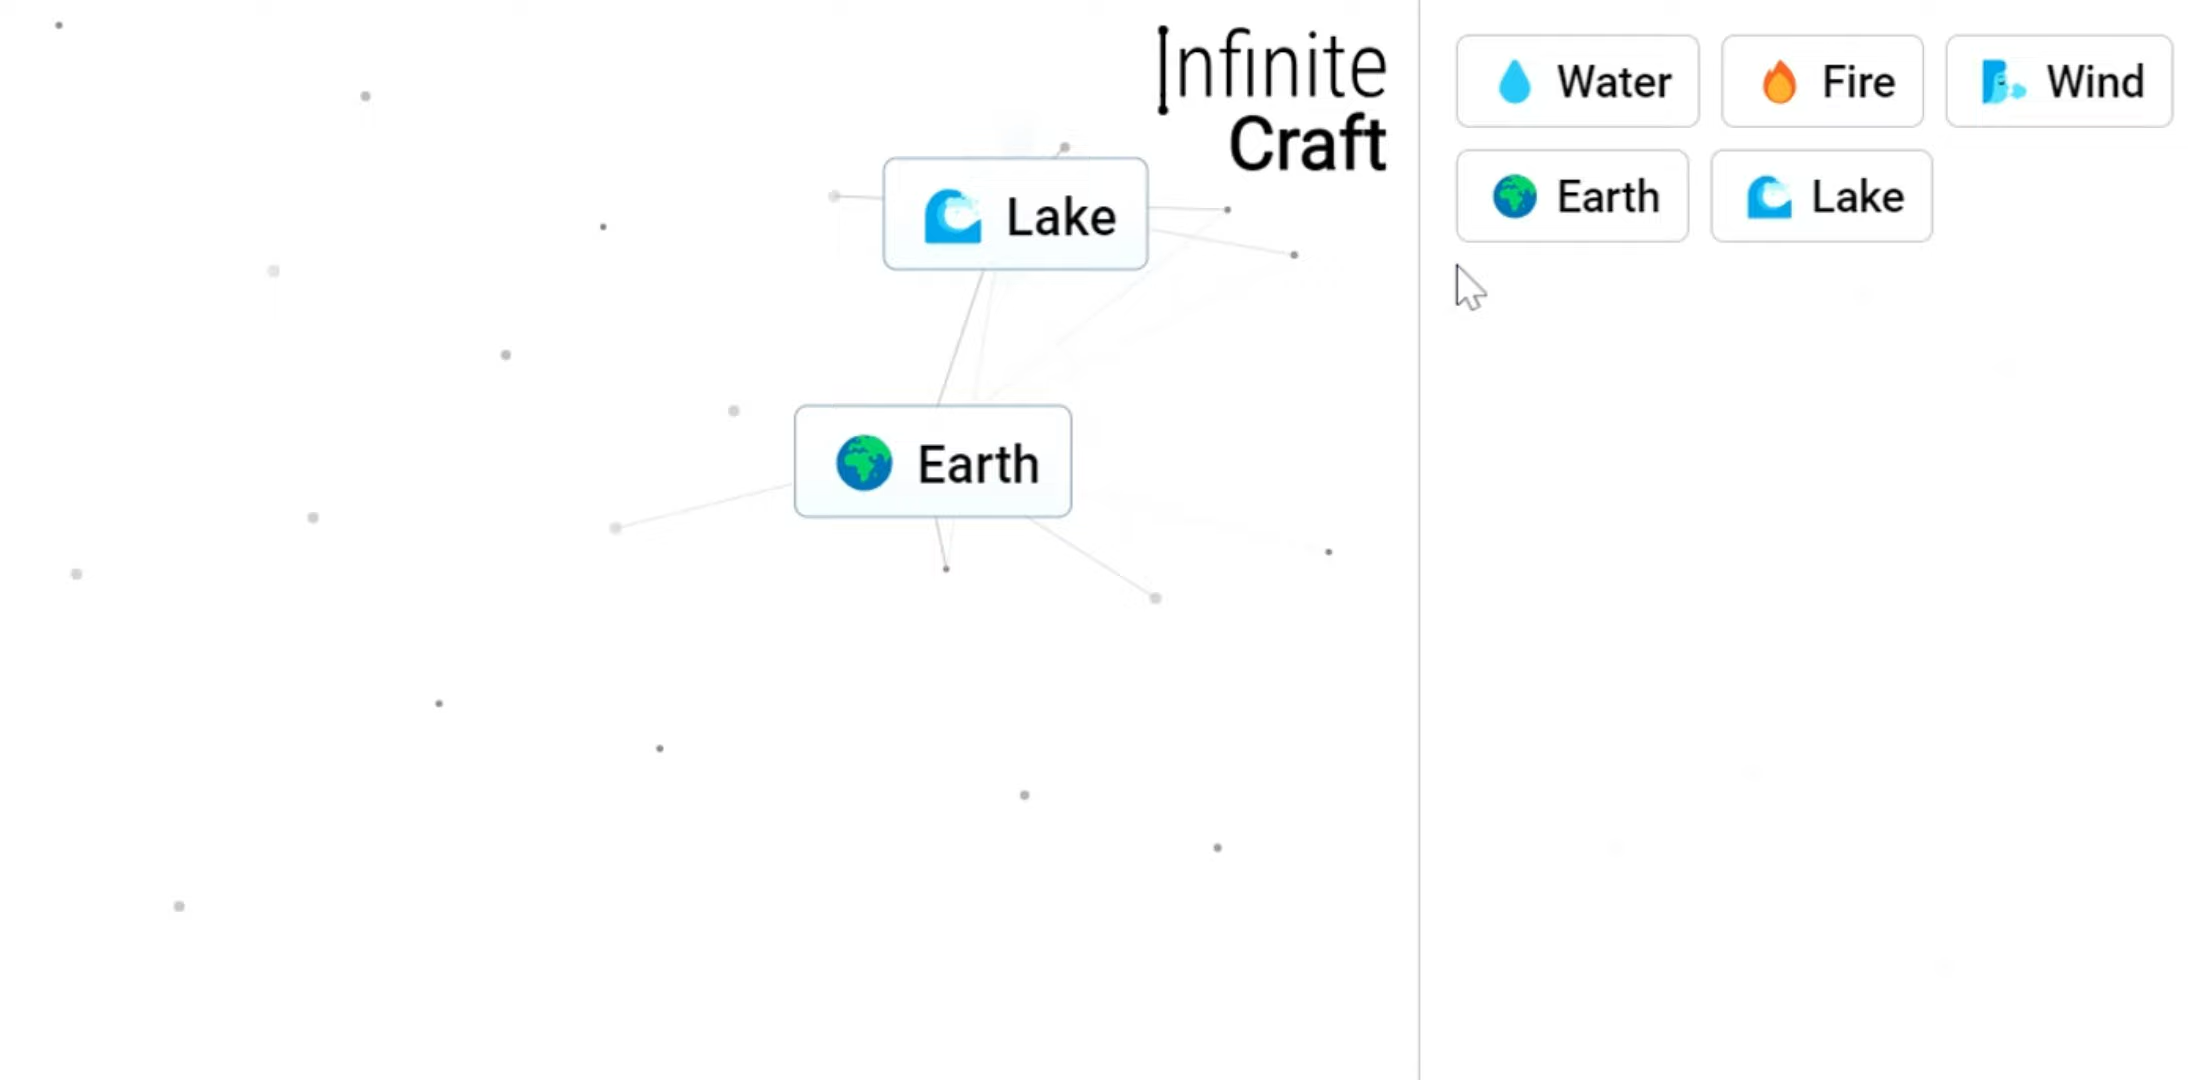 Infinite
Craft
Lake
Earth
Water Fire Wind
Earth Lake